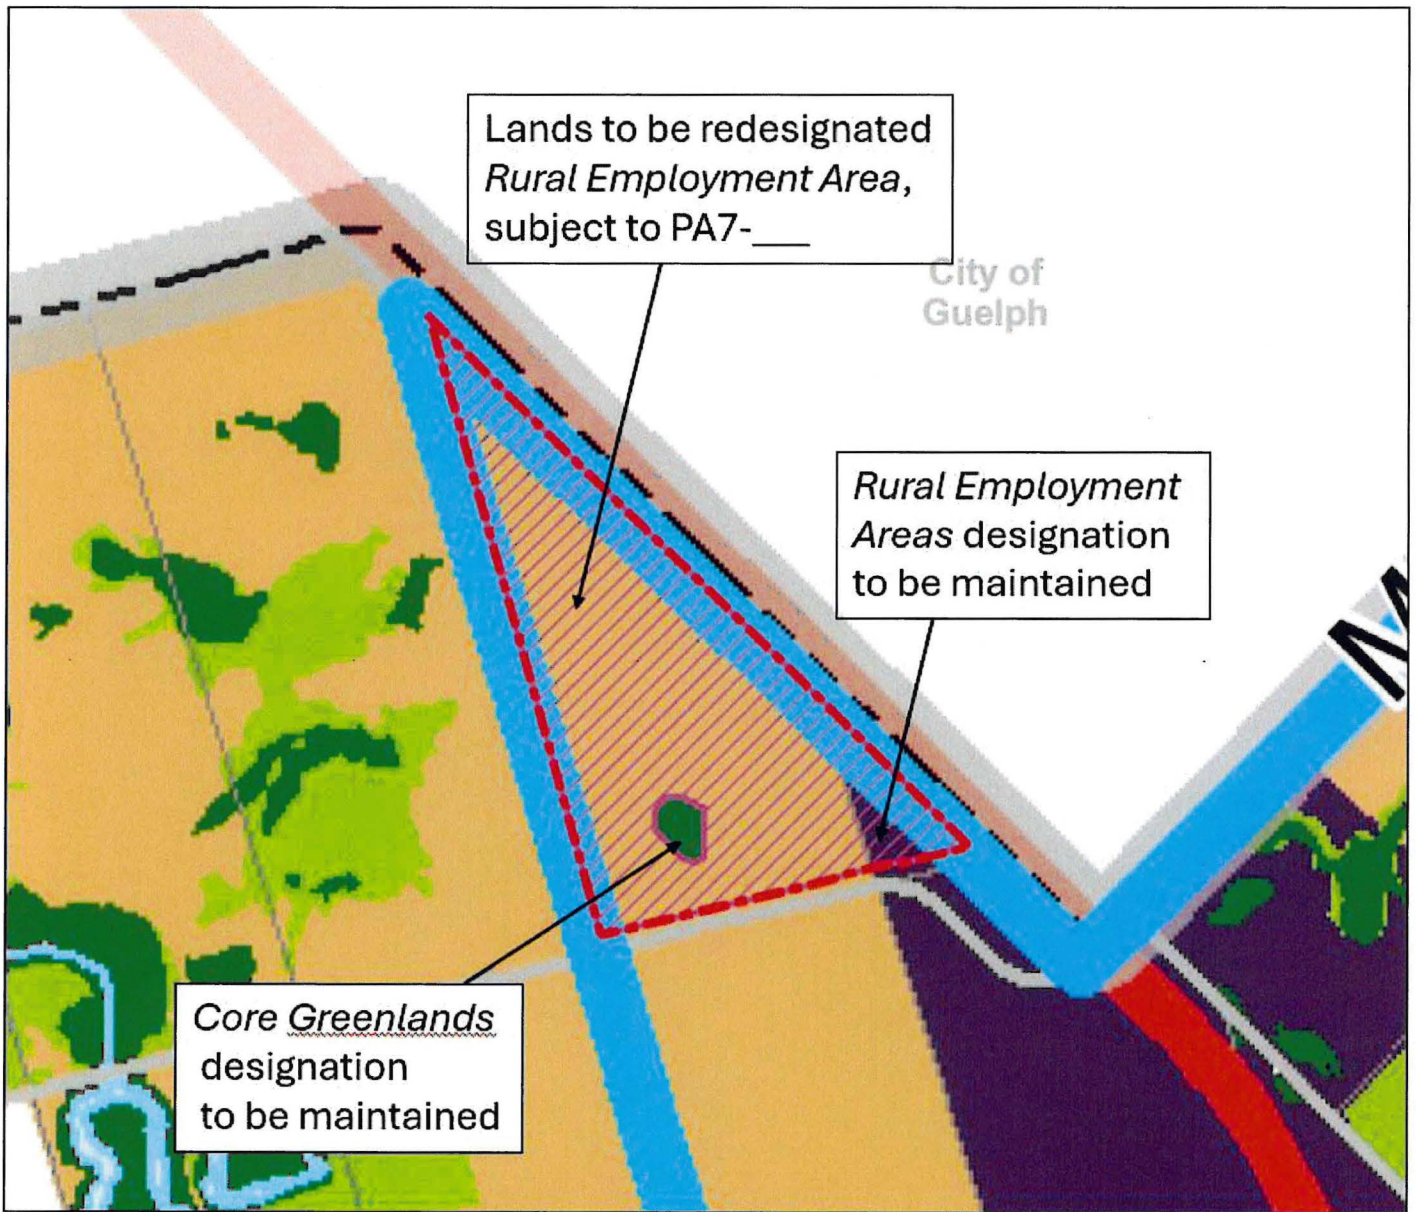 Lands to be redesignated
Rural Employment Area,
subject to PA7-___
City of
Guelph
Rural Employment
Areas designation
to be maintained
M
Core Greenlands
designation
to be maintained